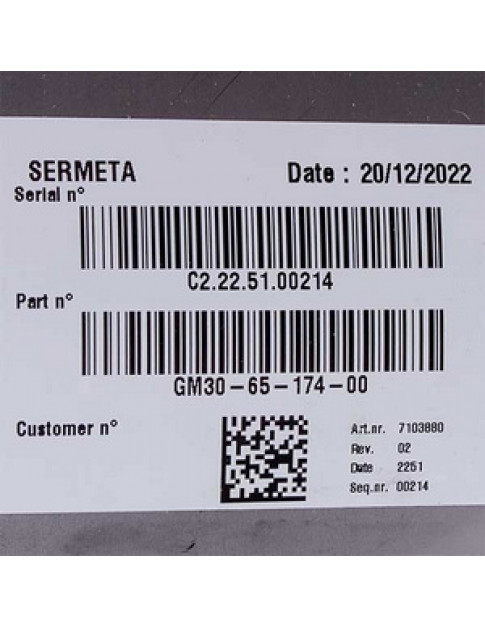 SERMETA Date : 20/12/2022
Serial n°
C2.22.51.00214
Part n°
GM30-65-174-00
Customer n°
Art.nr. 7103880
Rev. 02
Date 2251
Seq.nr. 00214